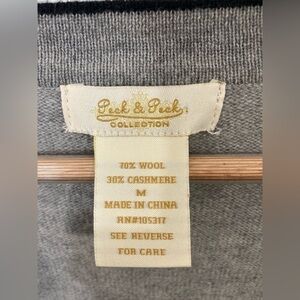 Peck & Peck
COLLECTION
70% WOOL
30% CASHMERE
M
MADE IN CHINA
RN#105317
SEE REVERSE
FOR CARE